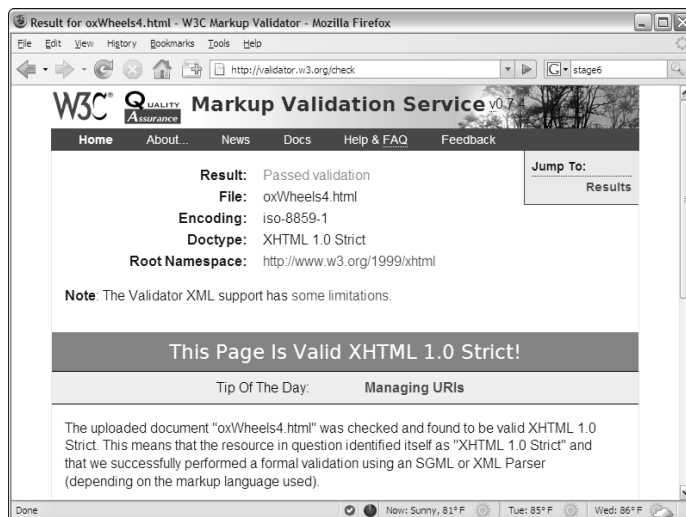 Result for oxWheels4.html - W3C Markup Validator - Mozilla Firefox
File Edit View History Bookmarks Tools Help
http://validator.w3.org/check
stage6
W3C® QUALITY Assurance Markup Validation Service v0.7.4
Home About... News Docs Help & FAQ Feedback
Jump To:
Results
Result: Passed validation
File: oxWheels4.html
Encoding: iso-8859-1
Doctype: XHTML 1.0 Strict
Root Namespace: http://www.w3.org/1999/xhtml
Note: The Validator XML support has some limitations.
This Page Is Valid XHTML 1.0 Strict!
Tip Of The Day: Managing URIs
The uploaded document "oxWheels4.html" was checked and found to be valid XHTML 1.0
Strict. This means that the resource in question identified itself as "XHTML 1.0 Strict" and
that we successfully performed a formal validation using an SGML or XML Parser
(depending on the markup language used).
Done Now: Sunny, 81° F Tue: 85° F Wed: 86° F